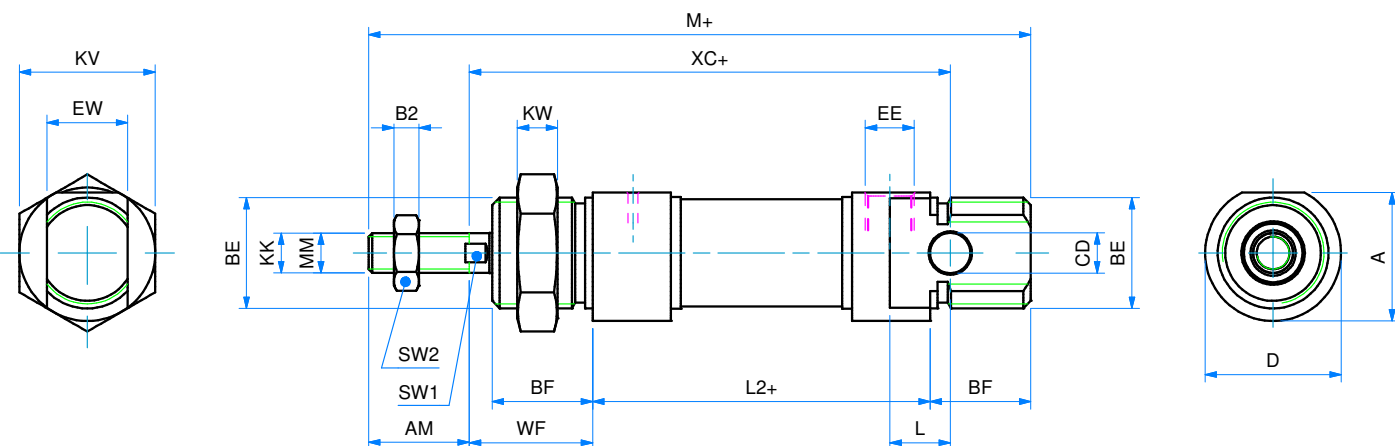 M+
KV
XC+
EW
B2
KW
EE
BE
KK
MM
CD
BE
A
SW2
SW1
BF
L2+
BF
D
AM
WF
L